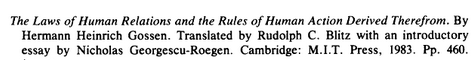 The Laws of Human Relations and the Rules of Human Action Derived Therefrom. By
Hermann Heinrich Gossen. Translated by Rudolph C. Blitz with an introductory
essay by Nicholas Georgescu-Roegen. Cambridge: M.I.T. Press, 1983. Pp. 460.